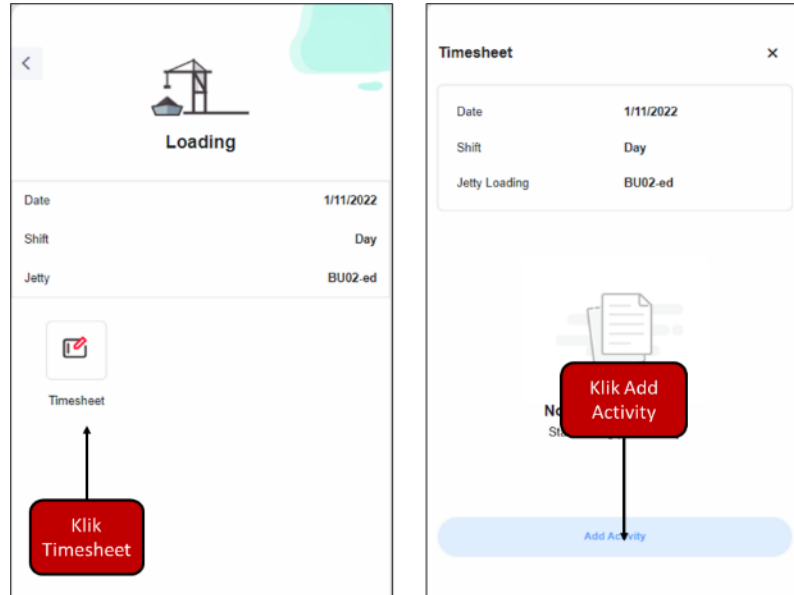 Loading
Date 1/11/2022
Shift Day
Jetty BU02-ed
Timesheet
Klik
Timesheet
Timesheet
Date 1/11/2022
Shift Day
Jetty Loading BU02-ed
Klik Add
Activity
Add Activity